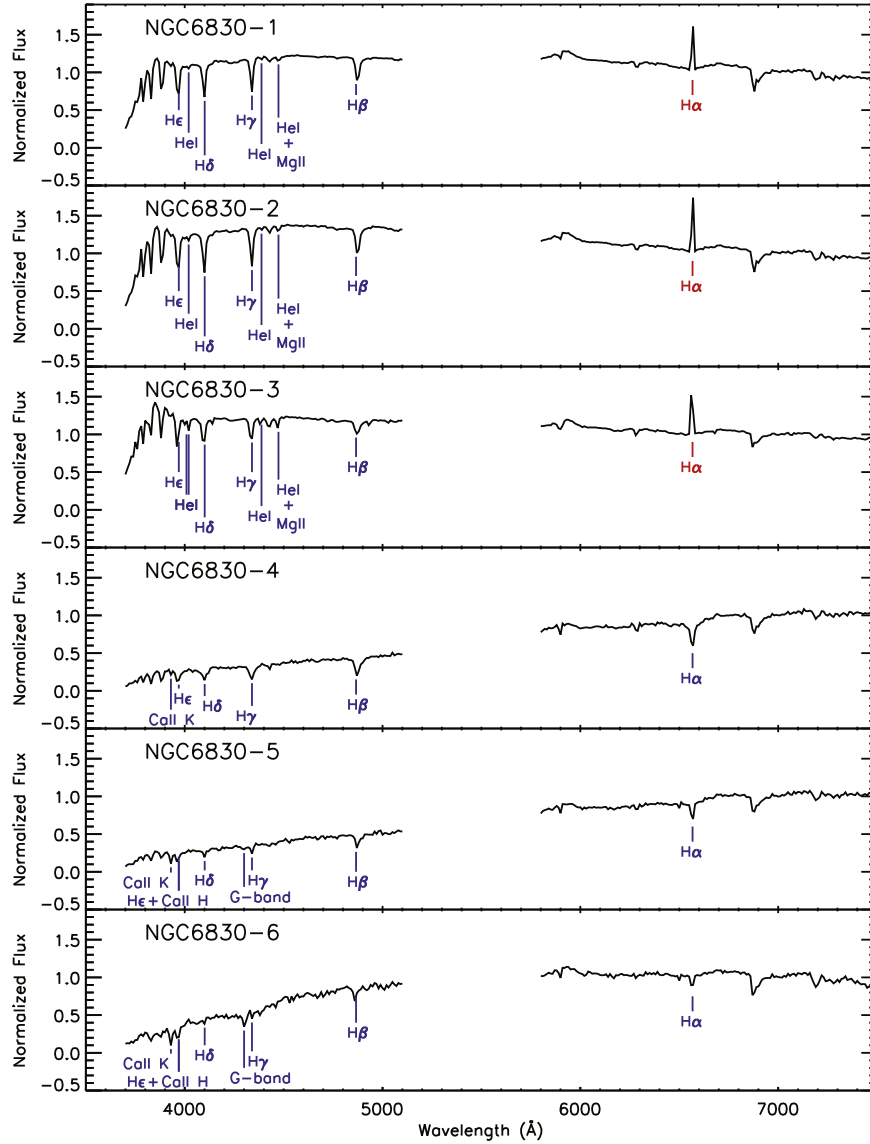 NGC6830-1
Normalized Flux
1.5
1.0
0.5
0.0
-0.5
Hϵ
HeI
Hδ
Hγ
HeI
HeI
+
MgII
Hβ
Hα
NGC6830-2
Normalized Flux
1.5
1.0
0.5
0.0
-0.5
Hϵ
HeI
Hδ
Hγ
HeI
HeI
+
MgII
Hβ
Hα
NGC6830-3
Normalized Flux
1.5
1.0
0.5
0.0
-0.5
Hϵ
HeI
Hδ
Hγ
HeI
HeI
+
MgII
Hβ
Hα
NGC6830-4
Normalized Flux
1.5
1.0
0.5
0.0
-0.5
CaII K
Hϵ
Hδ
Hγ
Hβ
Hα
NGC6830-5
Normalized Flux
1.5
1.0
0.5
0.0
-0.5
CaII K
Hϵ+CaII H
Hδ
G-band
Hγ
Hβ
Hα
NGC6830-6
Normalized Flux
1.5
1.0
0.5
0.0
-0.5
CaII K
Hϵ+CaII H
Hδ
G-band
Hγ
Hβ
Hα
4000 5000 6000 7000
Wavelength (Å)